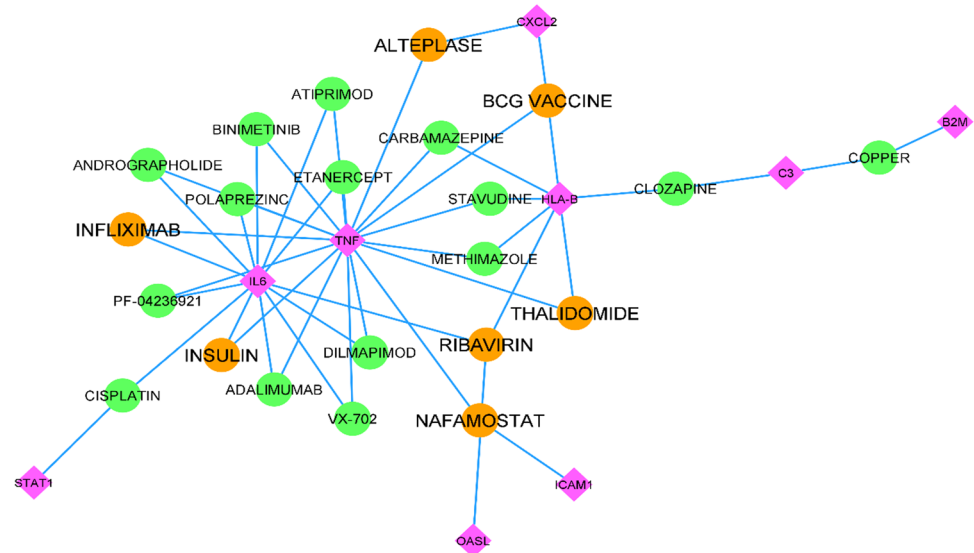 CXCL2
ALTEPLASE
ATIPRIMOD
BCG VACCINE
BINIMETINIB
CARBAMAZEPINE
B2M
ANDROGRAPHOLIDE
ETANERCEPT
C3
COPPER
POLAPREZINC
STAVUDINE
HLA-B
CLOZAPINE
INFLIXIMAB
TNF
METHIMAZOLE
IL6
PF-04236921
THALIDOMIDE
INSULIN
DILMAPIMOD
RIBAVIRIN
CISPLATIN
ADALIMUMAB
VX-702
NAFAMOSTAT
STAT1
ICAM1
OASL